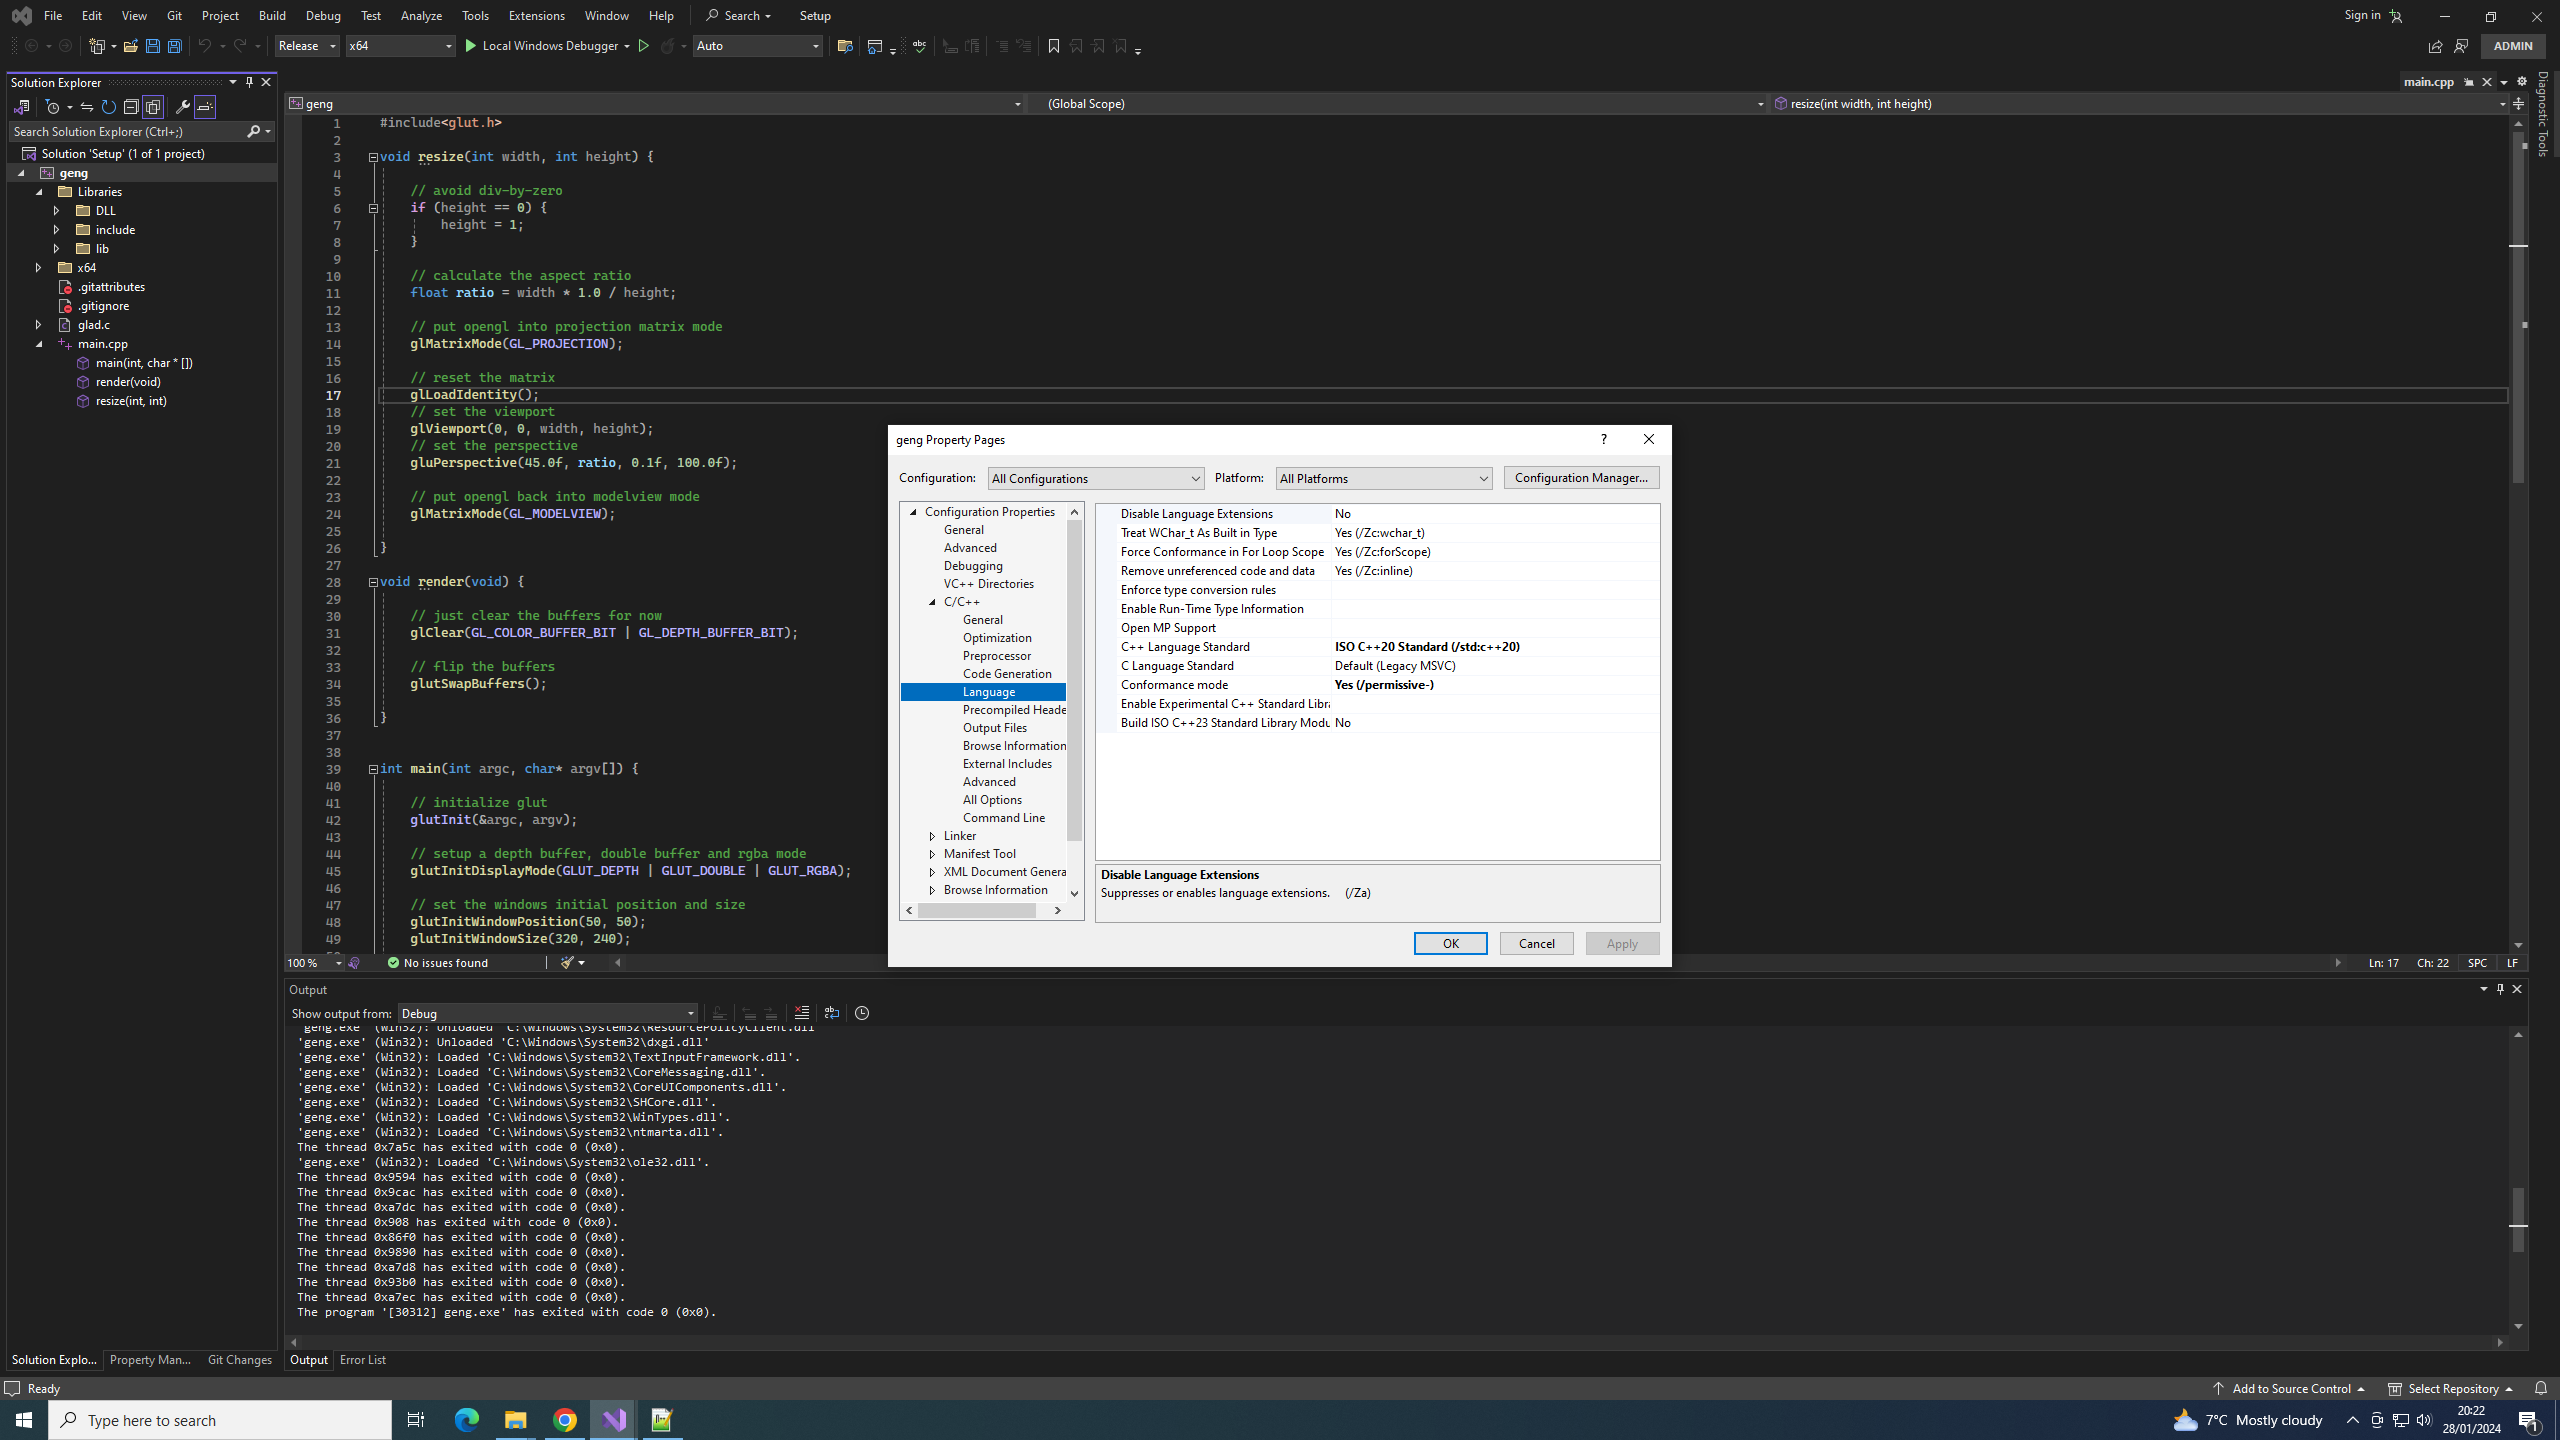 File Edit View Git Project Build Debug Test Analyze Tools Extensions Window Help Search Setup Sign in
Release x64 Local Windows Debugger Auto ADMIN
Solution Explorer
Search Solution Explorer (Ctrl+;)
Solution 'Setup' (1 of 1 project)
geng
Libraries
DLL
include
lib
x64
.gitattributes
.gitignore
glad.c
main.cpp
main(int, char * [])
render(void)
resize(int, int)
main.cpp
Diagnostic Tools
geng (Global Scope) resize(int width, int height)
1 #include<glut.h>
2
3 void resize(int width, int height) {
4
5 // avoid div-by-zero
6 if (height == 0) {
7 height = 1;
8 }
9
10 // calculate the aspect ratio
11 float ratio = width * 1.0 / height;
12
13 // put opengl into projection matrix mode
14 glMatrixMode(GL_PROJECTION);
15
16 // reset the matrix
17 glLoadIdentity();
18 // set the viewport
19 glViewport(0, 0, width, height);
20 // set the perspective
21 gluPerspective(45.0f, ratio, 0.1f, 100.0f);
22
23 // put opengl back into modelview mode
24 glMatrixMode(GL_MODELVIEW);
25
26 }
27
28 void render(void) {
29
30 // just clear the buffers for now
31 glClear(GL_COLOR_BUFFER_BIT | GL_DEPTH_BUFFER_BIT);
32
33 // flip the buffers
34 glutSwapBuffers();
35
36 }
37
38
39 int main(int argc, char* argv[]) {
40
41 // initialize glut
42 glutInit(&argc, argv);
43
44 // setup a depth buffer, double buffer and rgba mode
45 glutInitDisplayMode(GLUT_DEPTH | GLUT_DOUBLE | GLUT_RGBA);
46
47 // set the windows initial position and size
48 glutInitWindowPosition(50, 50);
49 glutInitWindowSize(320, 240);
100 % No issues found Ln: 17 Ch: 22 SPC LF
geng Property Pages ?
Configuration: All Configurations Platform: All Platforms Configuration Manager...
Configuration Properties
General
Advanced
Debugging
VC++ Directories
C/C++
General
Optimization
Preprocessor
Code Generation
Language
Precompiled Heade
Output Files
Browse Information
External Includes
Advanced
All Options
Command Line
Linker
Manifest Tool
XML Document Genera
Browse Information
Disable Language Extensions No
Treat WChar_t As Built in Type Yes (/Zc:wchar_t)
Force Conformance in For Loop Scope Yes (/Zc:forScope)
Remove unreferenced code and data Yes (/Zc:inline)
Enforce type conversion rules
Enable Run-Time Type Information
Open MP Support
C++ Language Standard ISO C++20 Standard (/std:c++20)
C Language Standard Default (Legacy MSVC)
Conformance mode Yes (/permissive-)
Enable Experimental C++ Standard Libra
Build ISO C++23 Standard Library Modu No
Disable Language Extensions
Suppresses or enables language extensions. (/Za)
OK Cancel Apply
Output
Show output from: Debug
'geng.exe' (Win32): Unloaded 'C:\Windows\System32\ResourcePolicyClient.dll'
'geng.exe' (Win32): Unloaded 'C:\Windows\System32\dxgi.dll'
'geng.exe' (Win32): Loaded 'C:\Windows\System32\TextInputFramework.dll'.
'geng.exe' (Win32): Loaded 'C:\Windows\System32\CoreMessaging.dll'.
'geng.exe' (Win32): Loaded 'C:\Windows\System32\CoreUIComponents.dll'.
'geng.exe' (Win32): Loaded 'C:\Windows\System32\SHCore.dll'.
'geng.exe' (Win32): Loaded 'C:\Windows\System32\WinTypes.dll'.
'geng.exe' (Win32): Loaded 'C:\Windows\System32\ntmarta.dll'.
The thread 0x7a5c has exited with code 0 (0x0).
'geng.exe' (Win32): Loaded 'C:\Windows\System32\ole32.dll'.
The thread 0x9594 has exited with code 0 (0x0).
The thread 0x9cac has exited with code 0 (0x0).
The thread 0xa7dc has exited with code 0 (0x0).
The thread 0x908 has exited with code 0 (0x0).
The thread 0x86f0 has exited with code 0 (0x0).
The thread 0x9890 has exited with code 0 (0x0).
The thread 0xa7d8 has exited with code 0 (0x0).
The thread 0x93b0 has exited with code 0 (0x0).
The thread 0xa7ec has exited with code 0 (0x0).
The program '[30312] geng.exe' has exited with code 0 (0x0).
Solution Explo... Property Man... Git Changes Output Error List
Ready Add to Source Control Select Repository
Type here to search 7°C Mostly cloudy 20:22
28/01/2024 1